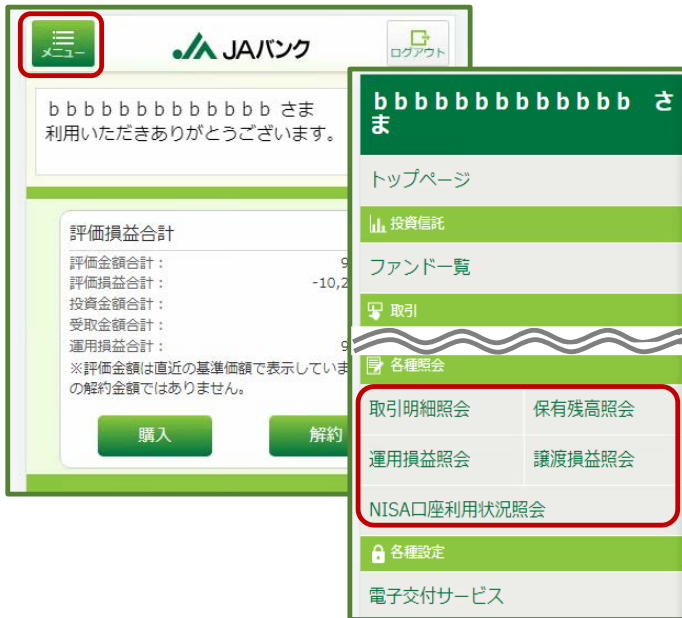 メニュー
JAバンク
ログアウト
ｂｂｂｂｂｂｂｂｂｂｂｂｂ さま
利用いただきありがとうございます。
評価損益合計
評価金額合計： 9
評価損益合計： -10,2
投資金額合計：
受取金額合計：
運用損益合計： 9
※評価金額は直近の基準価額で表示していま
の解約金額ではありません。
購入 解約
ｂｂｂｂｂｂｂｂｂｂｂｂｂ さ
ま
トップページ
投資信託
ファンド一覧
取引
各種照会
取引明細照会 保有残高照会
運用損益照会 譲渡損益照会
NISA口座利用状況照会
各種設定
電子交付サービス